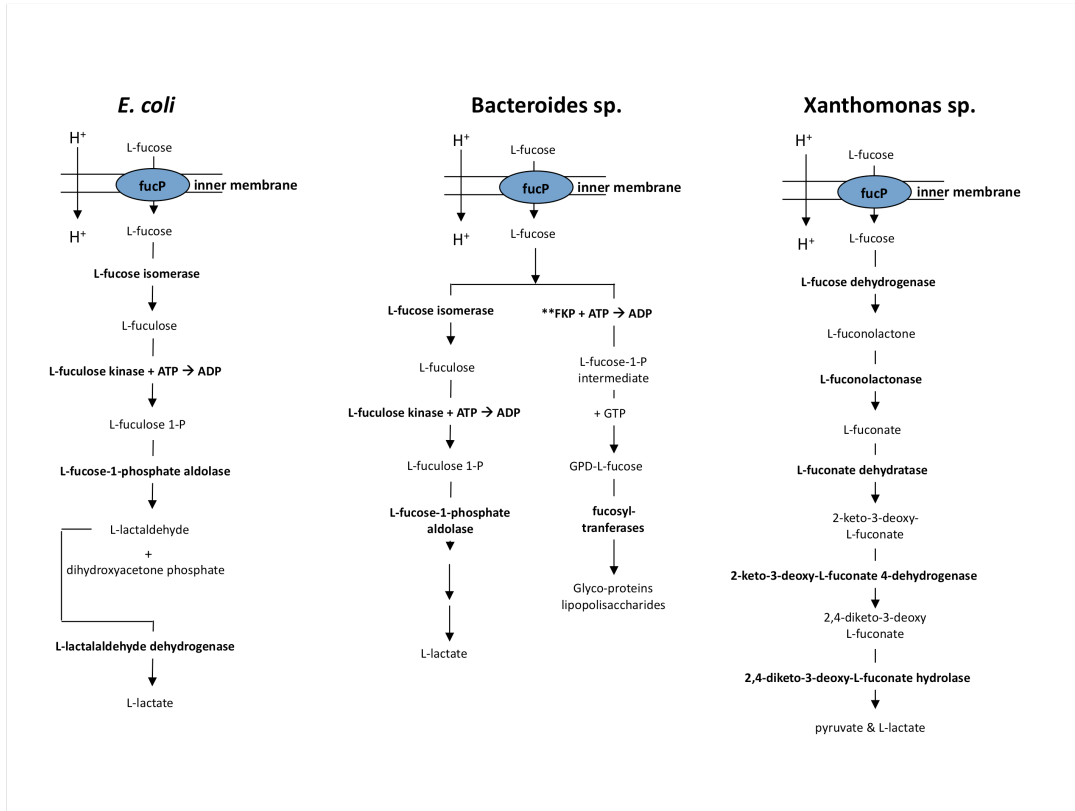 E. coli
H⁺
L-fucose
fucP
inner membrane
H⁺
L-fucose
L-fucose isomerase
L-fuculose
L-fuculose kinase + ATP → ADP
L-fuculose 1-P
L-fucose-1-phosphate aldolase
L-lactaldehyde
+
dihydroxyacetone phosphate
L-lactalaldehyde dehydrogenase
L-lactate
Bacteroides sp.
H⁺
L-fucose
fucP
inner membrane
H⁺
L-fucose
L-fucose isomerase
L-fuculose
L-fuculose kinase + ATP → ADP
L-fuculose 1-P
L-fucose-1-phosphate
aldolase
L-lactate
**FKP + ATP → ADP
L-fucose-1-P
intermediate
+ GTP
GPD-L-fucose
fucosyl-
tranferases
Glyco-proteins
lipopolisaccharides
Xanthomonas sp.
H⁺
L-fucose
fucP
inner membrane
H⁺
L-fucose
L-fucose dehydrogenase
L-fuconolactone
L-fuconolactonase
L-fuconate
L-fuconate dehydratase
2-keto-3-deoxy-
L-fuconate
2-keto-3-deoxy-L-fuconate 4-dehydrogenase
2,4-diketo-3-deoxy
L-fuconate
2,4-diketo-3-deoxy-L-fuconate hydrolase
pyruvate & L-lactate